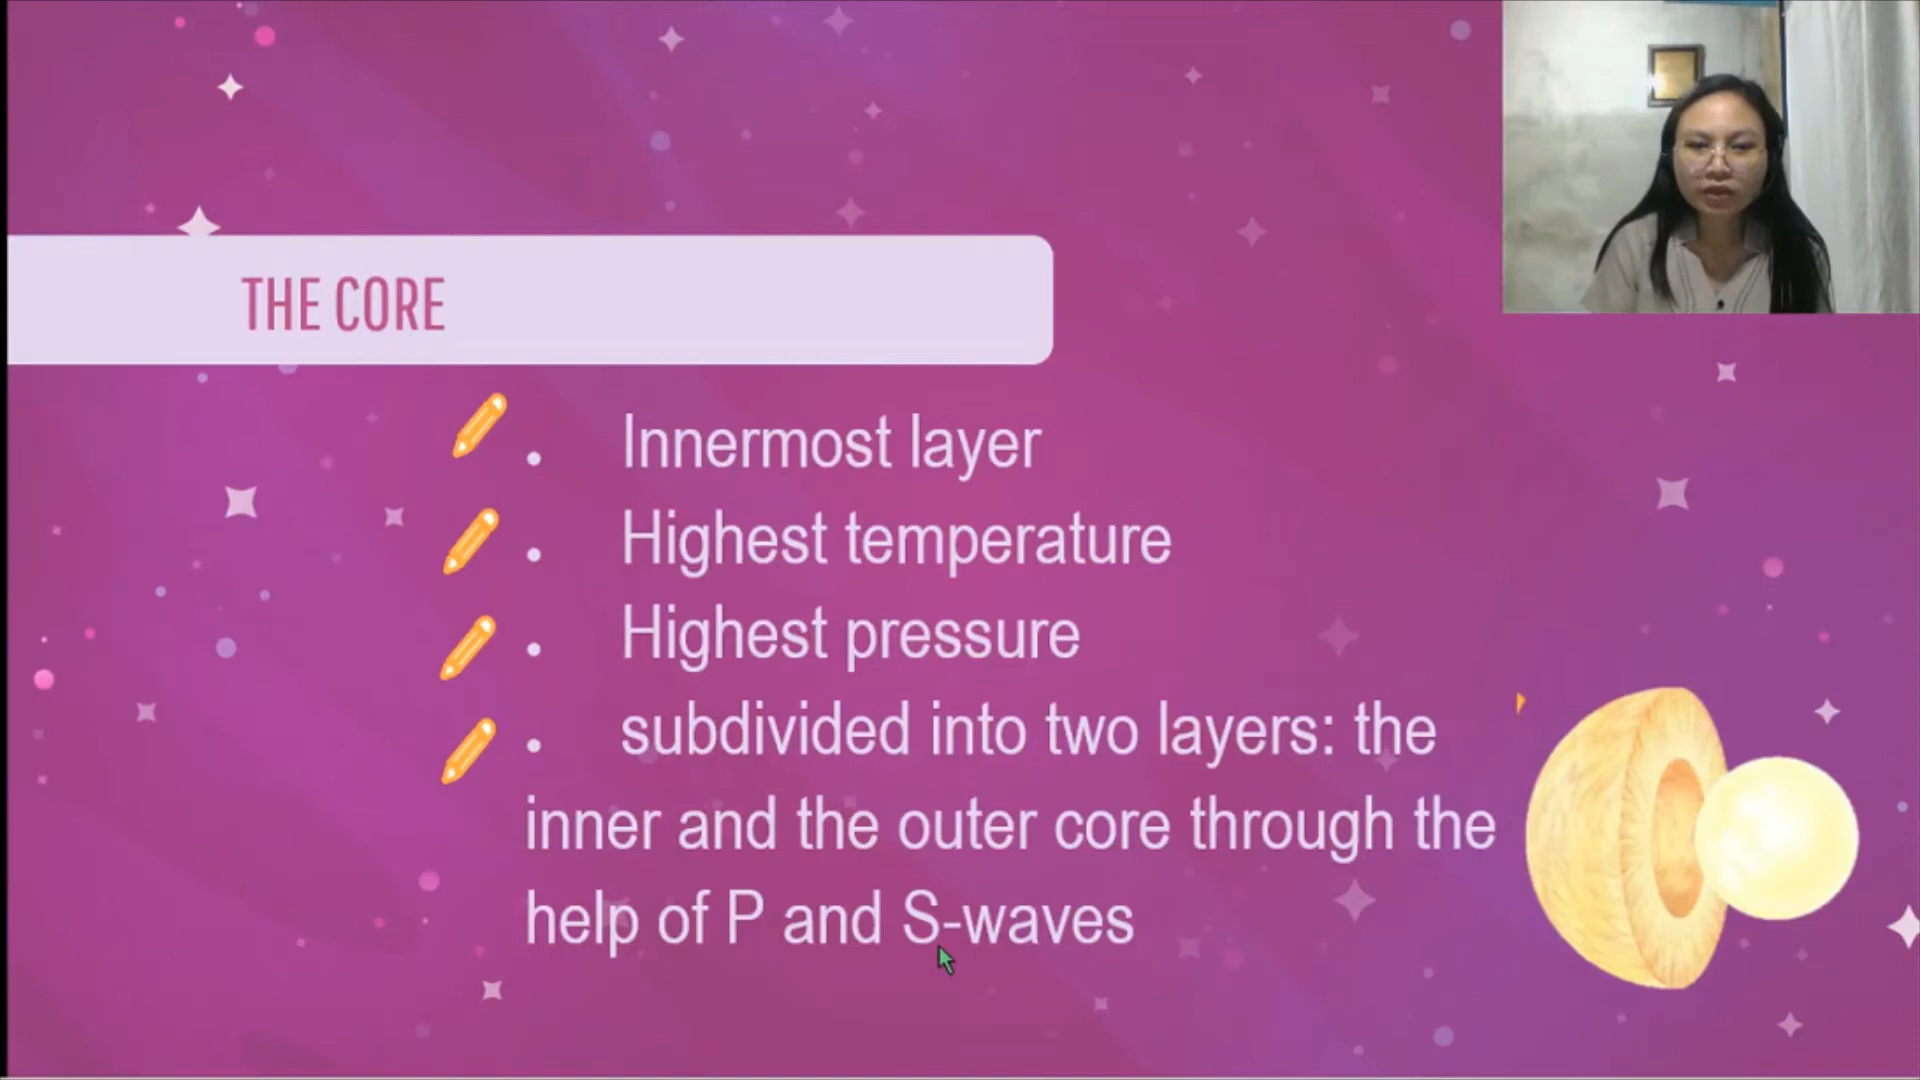 THE CORE
• Innermost layer
• Highest temperature
• Highest pressure
• subdivided into two layers: the
inner and the outer core through the
help of P and S-waves